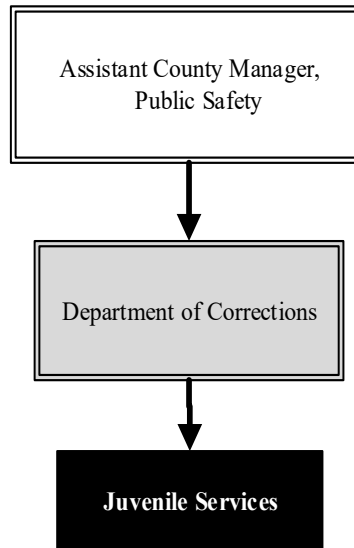 Assistant County Manager,
Public Safety
Department of Corrections
Juvenile Services